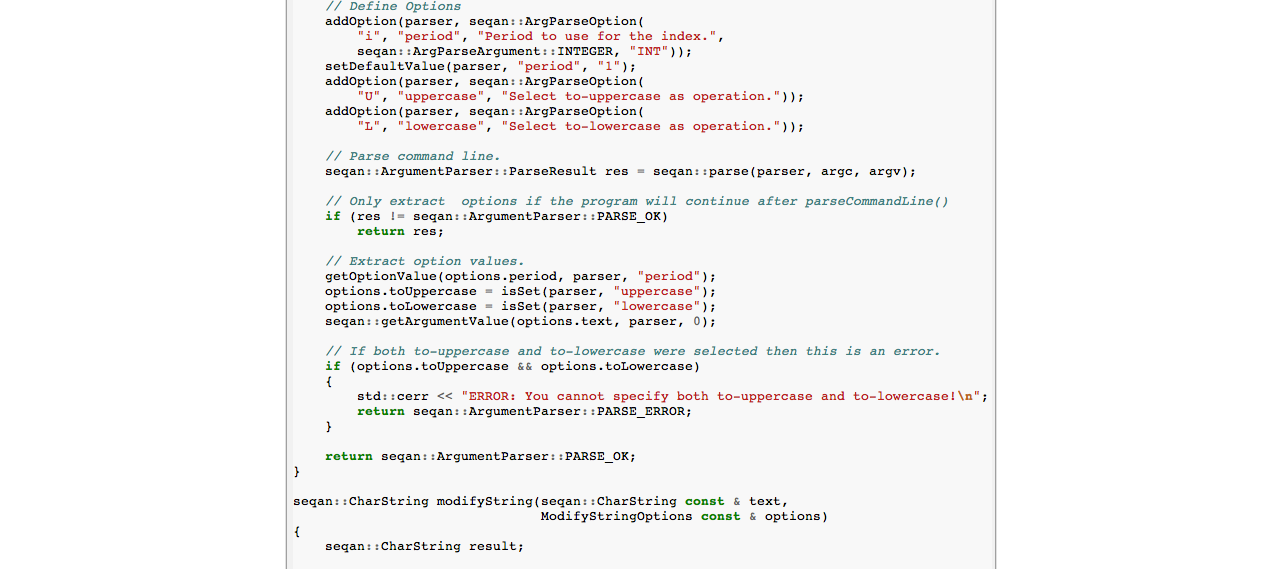 // Define Options
addOption(parser, seqan::ArgParseOption(
"i", "period", "Period to use for the index.",
seqan::ArgParseArgument::INTEGER, "INT"));
setDefaultValue(parser, "period", "1");
addOption(parser, seqan::ArgParseOption(
"U", "uppercase", "Select to-uppercase as operation."));
addOption(parser, seqan::ArgParseOption(
"L", "lowercase", "Select to-lowercase as operation."));
// Parse command line.
seqan::ArgumentParser::ParseResult res = seqan::parse(parser, argc, argv);
// Only extract  options if the program will continue after parseCommandLine()
if (res != seqan::ArgumentParser::PARSE_OK)
return res;
// Extract option values.
getOptionValue(options.period, parser, "period");
options.toUppercase = isSet(parser, "uppercase");
options.toLowercase = isSet(parser, "lowercase");
seqan::getArgumentValue(options.text, parser, 0);
// If both to-uppercase and to-lowercase were selected then this is an error.
if (options.toUppercase && options.toLowercase)
{
std::cerr << "ERROR: You cannot specify both to-uppercase and to-lowercase!\n";
return seqan::ArgumentParser::PARSE_ERROR;
}
return seqan::ArgumentParser::PARSE_OK;
}
seqan::CharString modifyString(seqan::CharString const & text,
ModifyStringOptions const & options)
{
seqan::CharString result;